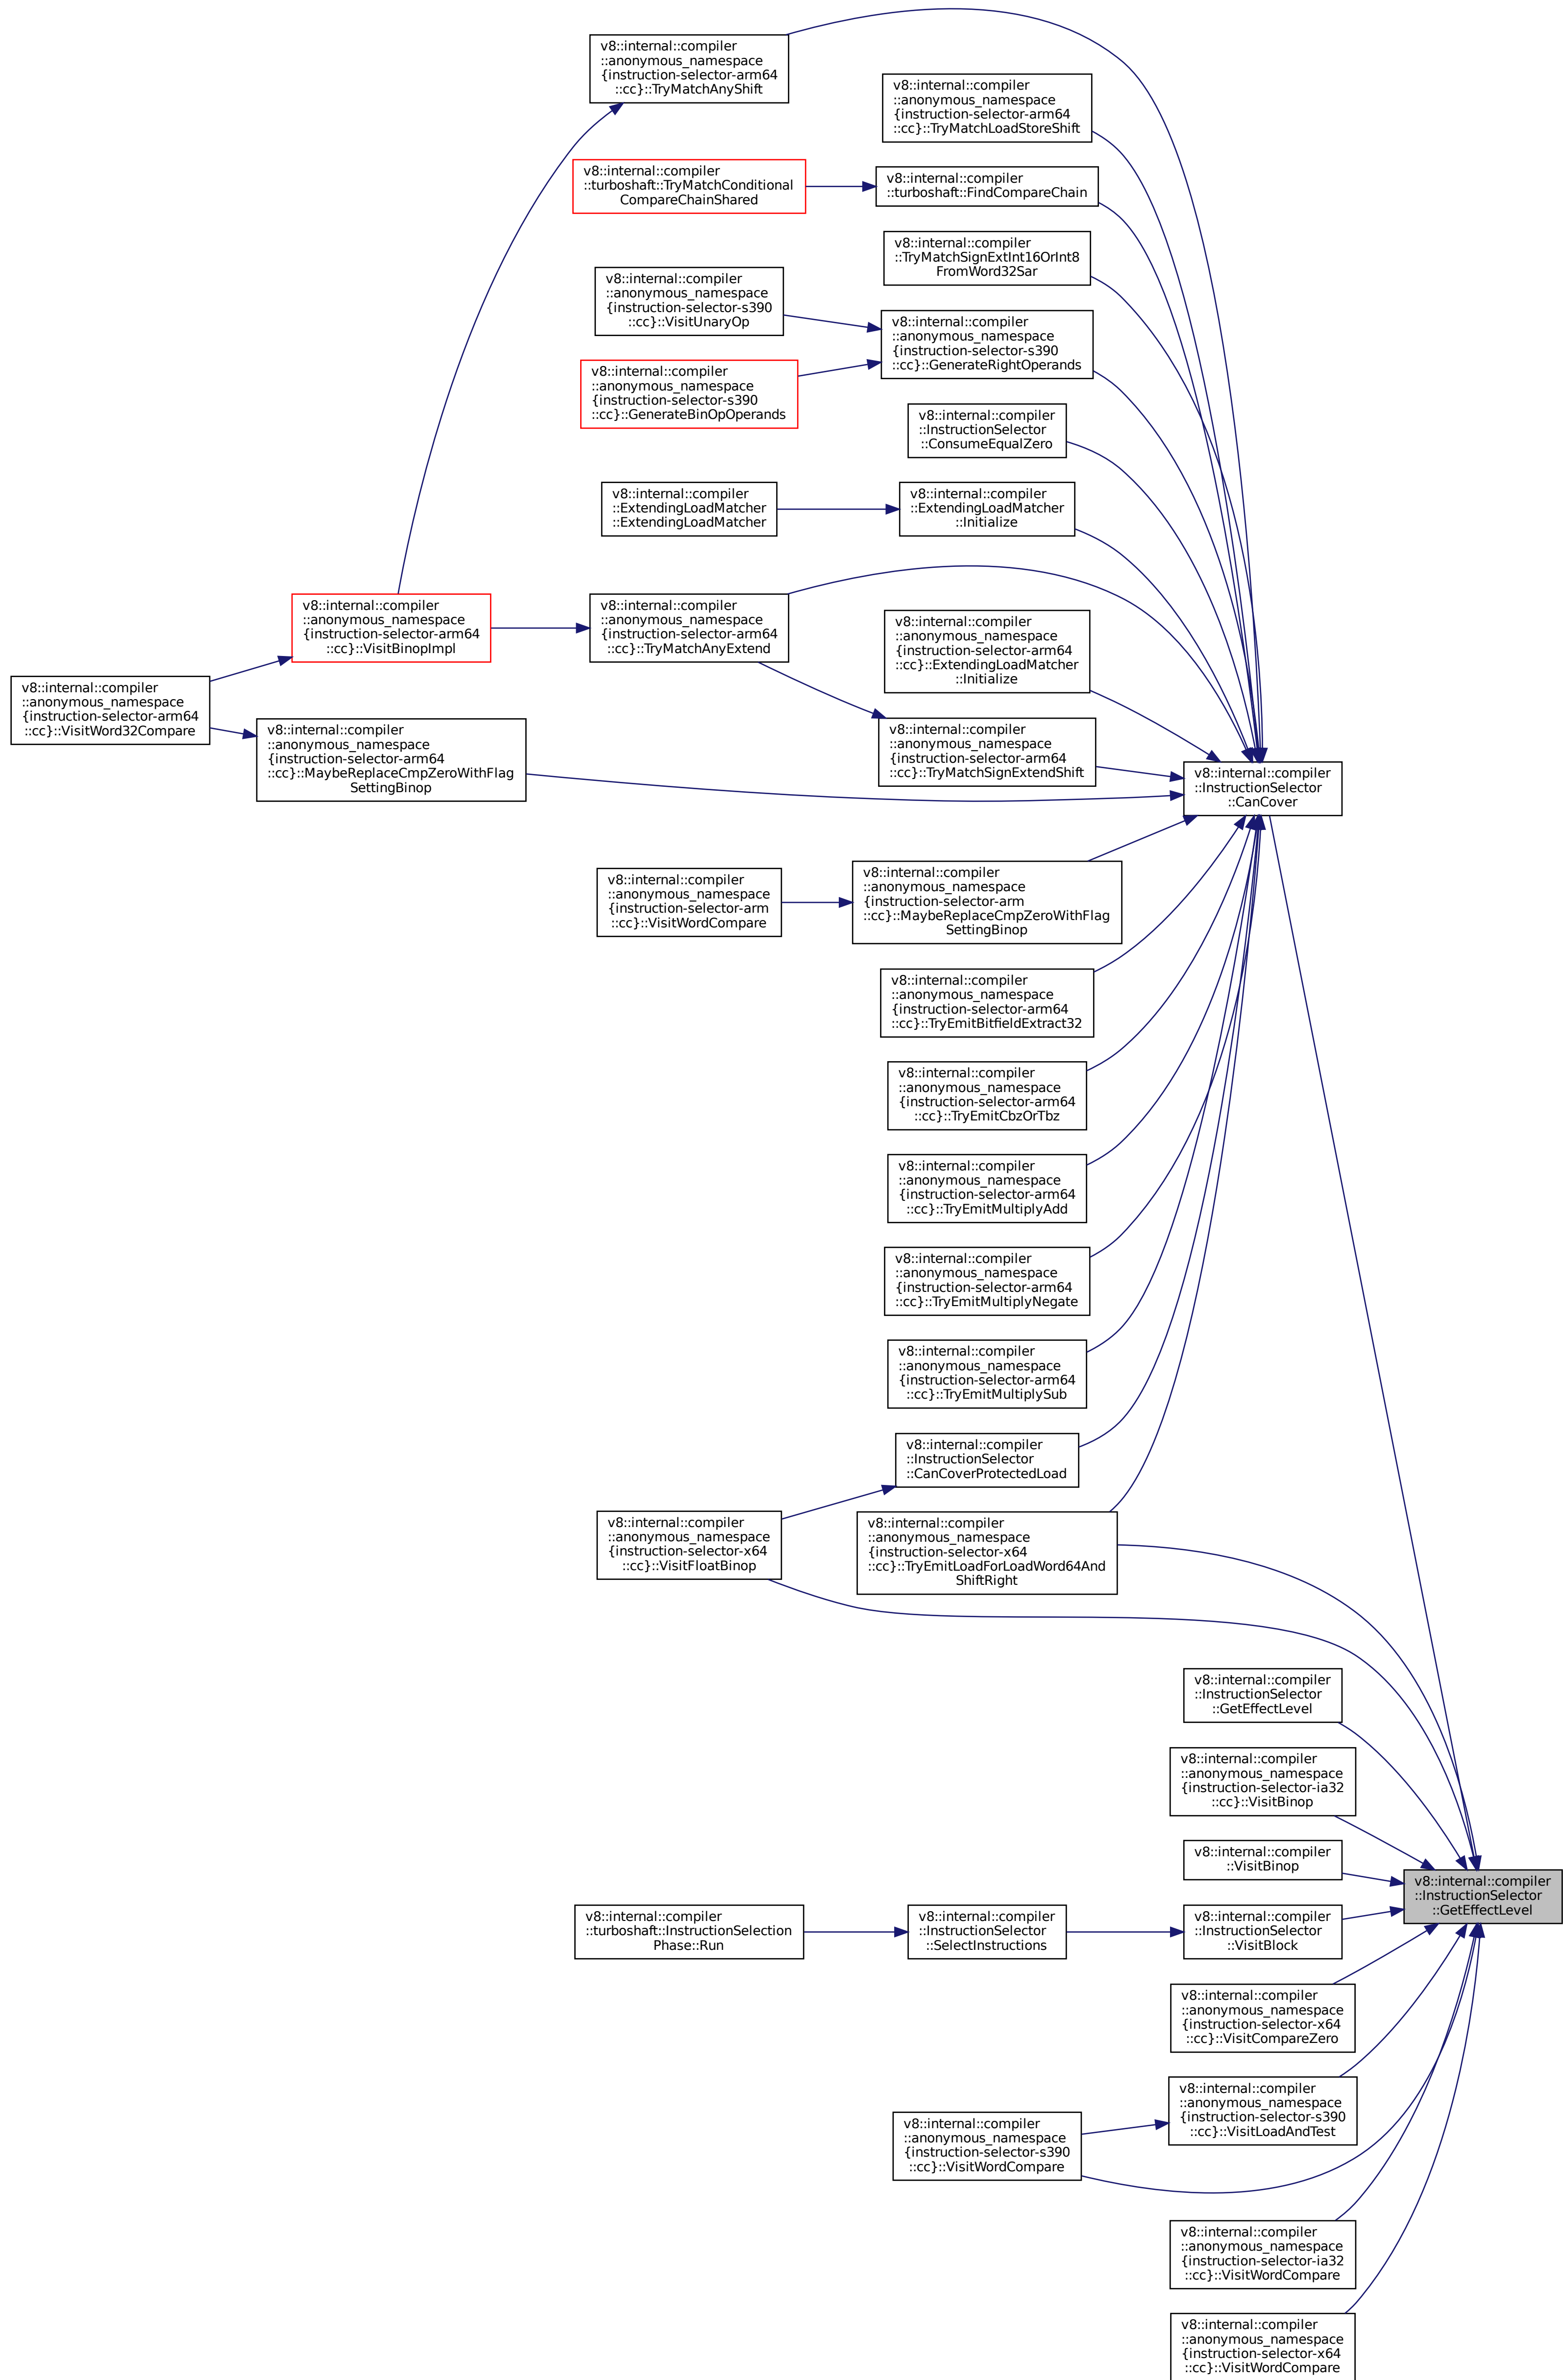 v8::internal::compiler
::anonymous_namespace
{instruction-selector-arm64
::cc}::TryMatchAnyShift
v8::internal::compiler
::anonymous_namespace
{instruction-selector-arm64
::cc}::TryMatchLoadStoreShift
v8::internal::compiler
::turboshaft::TryMatchConditional
CompareChainShared
v8::internal::compiler
::turboshaft::FindCompareChain
v8::internal::compiler
::TryMatchSignExtInt16OrInt8
FromWord32Sar
v8::internal::compiler
::anonymous_namespace
{instruction-selector-s390
::cc}::VisitUnaryOp
v8::internal::compiler
::anonymous_namespace
{instruction-selector-s390
::cc}::GenerateRightOperands
v8::internal::compiler
::anonymous_namespace
{instruction-selector-s390
::cc}::GenerateBinOpOperands
v8::internal::compiler
::InstructionSelector
::ConsumeEqualZero
v8::internal::compiler
::ExtendingLoadMatcher
::ExtendingLoadMatcher
v8::internal::compiler
::ExtendingLoadMatcher
::Initialize
v8::internal::compiler
::anonymous_namespace
{instruction-selector-arm64
::cc}::VisitBinopImpl
v8::internal::compiler
::anonymous_namespace
{instruction-selector-arm64
::cc}::TryMatchAnyExtend
v8::internal::compiler
::anonymous_namespace
{instruction-selector-arm64
::cc}::ExtendingLoadMatcher
::Initialize
v8::internal::compiler
::anonymous_namespace
{instruction-selector-arm64
::cc}::VisitWord32Compare
v8::internal::compiler
::anonymous_namespace
{instruction-selector-arm64
::cc}::MaybeReplaceCmpZeroWithFlag
SettingBinop
v8::internal::compiler
::anonymous_namespace
{instruction-selector-arm64
::cc}::TryMatchSignExtendShift
v8::internal::compiler
::InstructionSelector
::CanCover
v8::internal::compiler
::anonymous_namespace
{instruction-selector-arm
::cc}::VisitWordCompare
v8::internal::compiler
::anonymous_namespace
{instruction-selector-arm
::cc}::MaybeReplaceCmpZeroWithFlag
SettingBinop
v8::internal::compiler
::anonymous_namespace
{instruction-selector-arm64
::cc}::TryEmitBitfieldExtract32
v8::internal::compiler
::anonymous_namespace
{instruction-selector-arm64
::cc}::TryEmitCbzOrTbz
v8::internal::compiler
::anonymous_namespace
{instruction-selector-arm64
::cc}::TryEmitMultiplyAdd
v8::internal::compiler
::anonymous_namespace
{instruction-selector-arm64
::cc}::TryEmitMultiplyNegate
v8::internal::compiler
::anonymous_namespace
{instruction-selector-arm64
::cc}::TryEmitMultiplySub
v8::internal::compiler
::InstructionSelector
::CanCoverProtectedLoad
v8::internal::compiler
::anonymous_namespace
{instruction-selector-x64
::cc}::VisitFloatBinop
v8::internal::compiler
::anonymous_namespace
{instruction-selector-x64
::cc}::TryEmitLoadForLoadWord64And
ShiftRight
v8::internal::compiler
::InstructionSelector
::GetEffectLevel
v8::internal::compiler
::anonymous_namespace
{instruction-selector-ia32
::cc}::VisitBinop
v8::internal::compiler
::VisitBinop
v8::internal::compiler
::InstructionSelector
::GetEffectLevel
v8::internal::compiler
::turboshaft::InstructionSelection
Phase::Run
v8::internal::compiler
::InstructionSelector
::SelectInstructions
v8::internal::compiler
::InstructionSelector
::VisitBlock
v8::internal::compiler
::anonymous_namespace
{instruction-selector-x64
::cc}::VisitCompareZero
v8::internal::compiler
::anonymous_namespace
{instruction-selector-s390
::cc}::VisitLoadAndTest
v8::internal::compiler
::anonymous_namespace
{instruction-selector-s390
::cc}::VisitWordCompare
v8::internal::compiler
::anonymous_namespace
{instruction-selector-ia32
::cc}::VisitWordCompare
v8::internal::compiler
::anonymous_namespace
{instruction-selector-x64
::cc}::VisitWordCompare